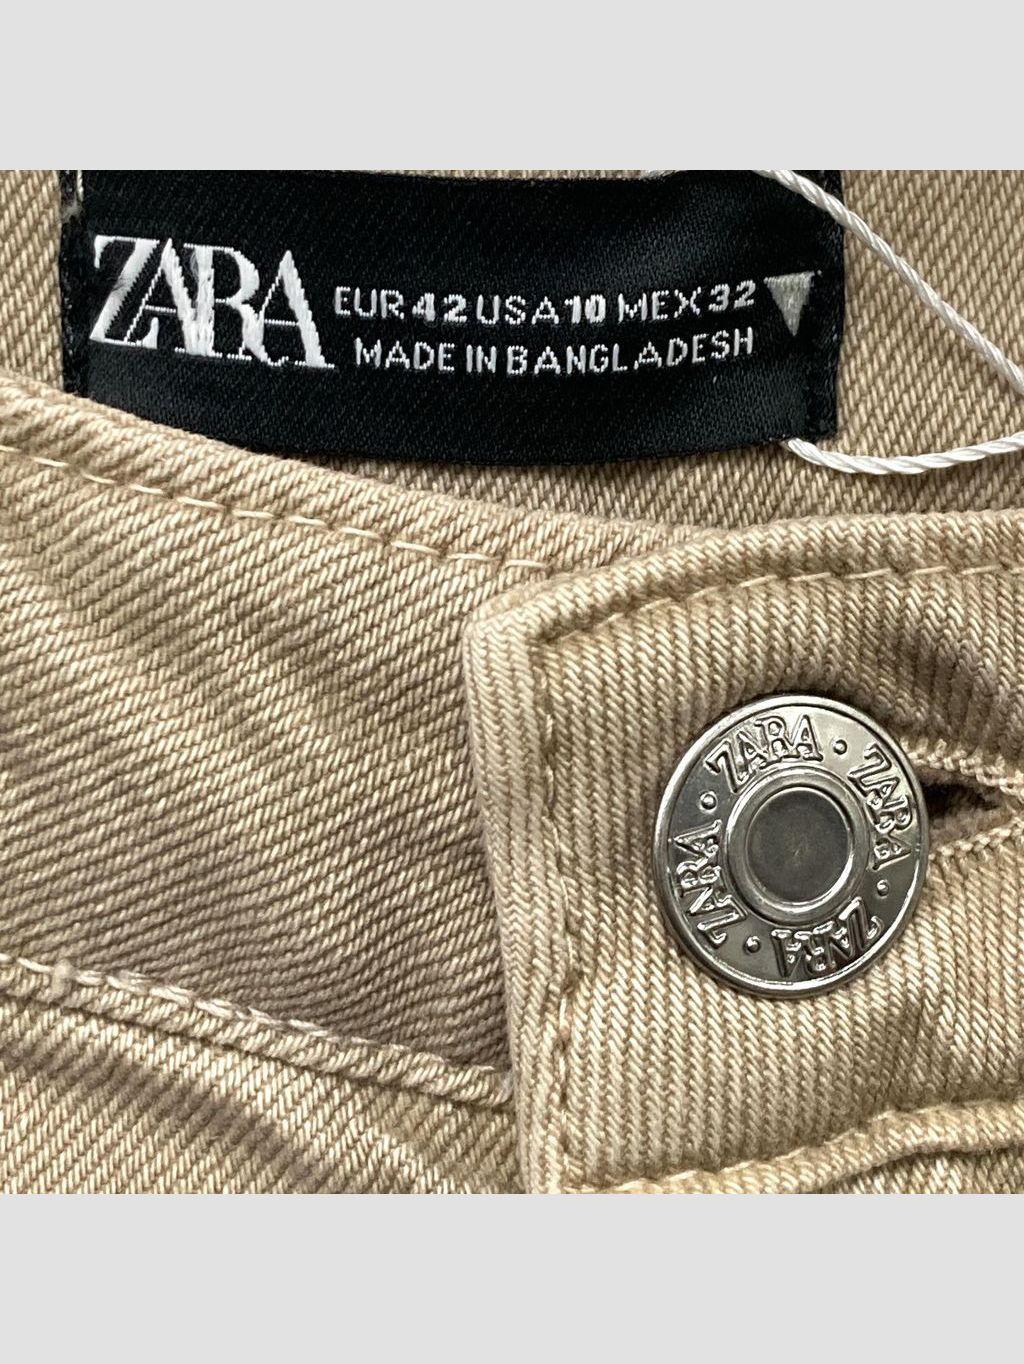 ZARA
EUR 42 USA 10 MEX 32
MADE IN BANGLADESH
ZARA · ZARA · ZARA · ZARA ·